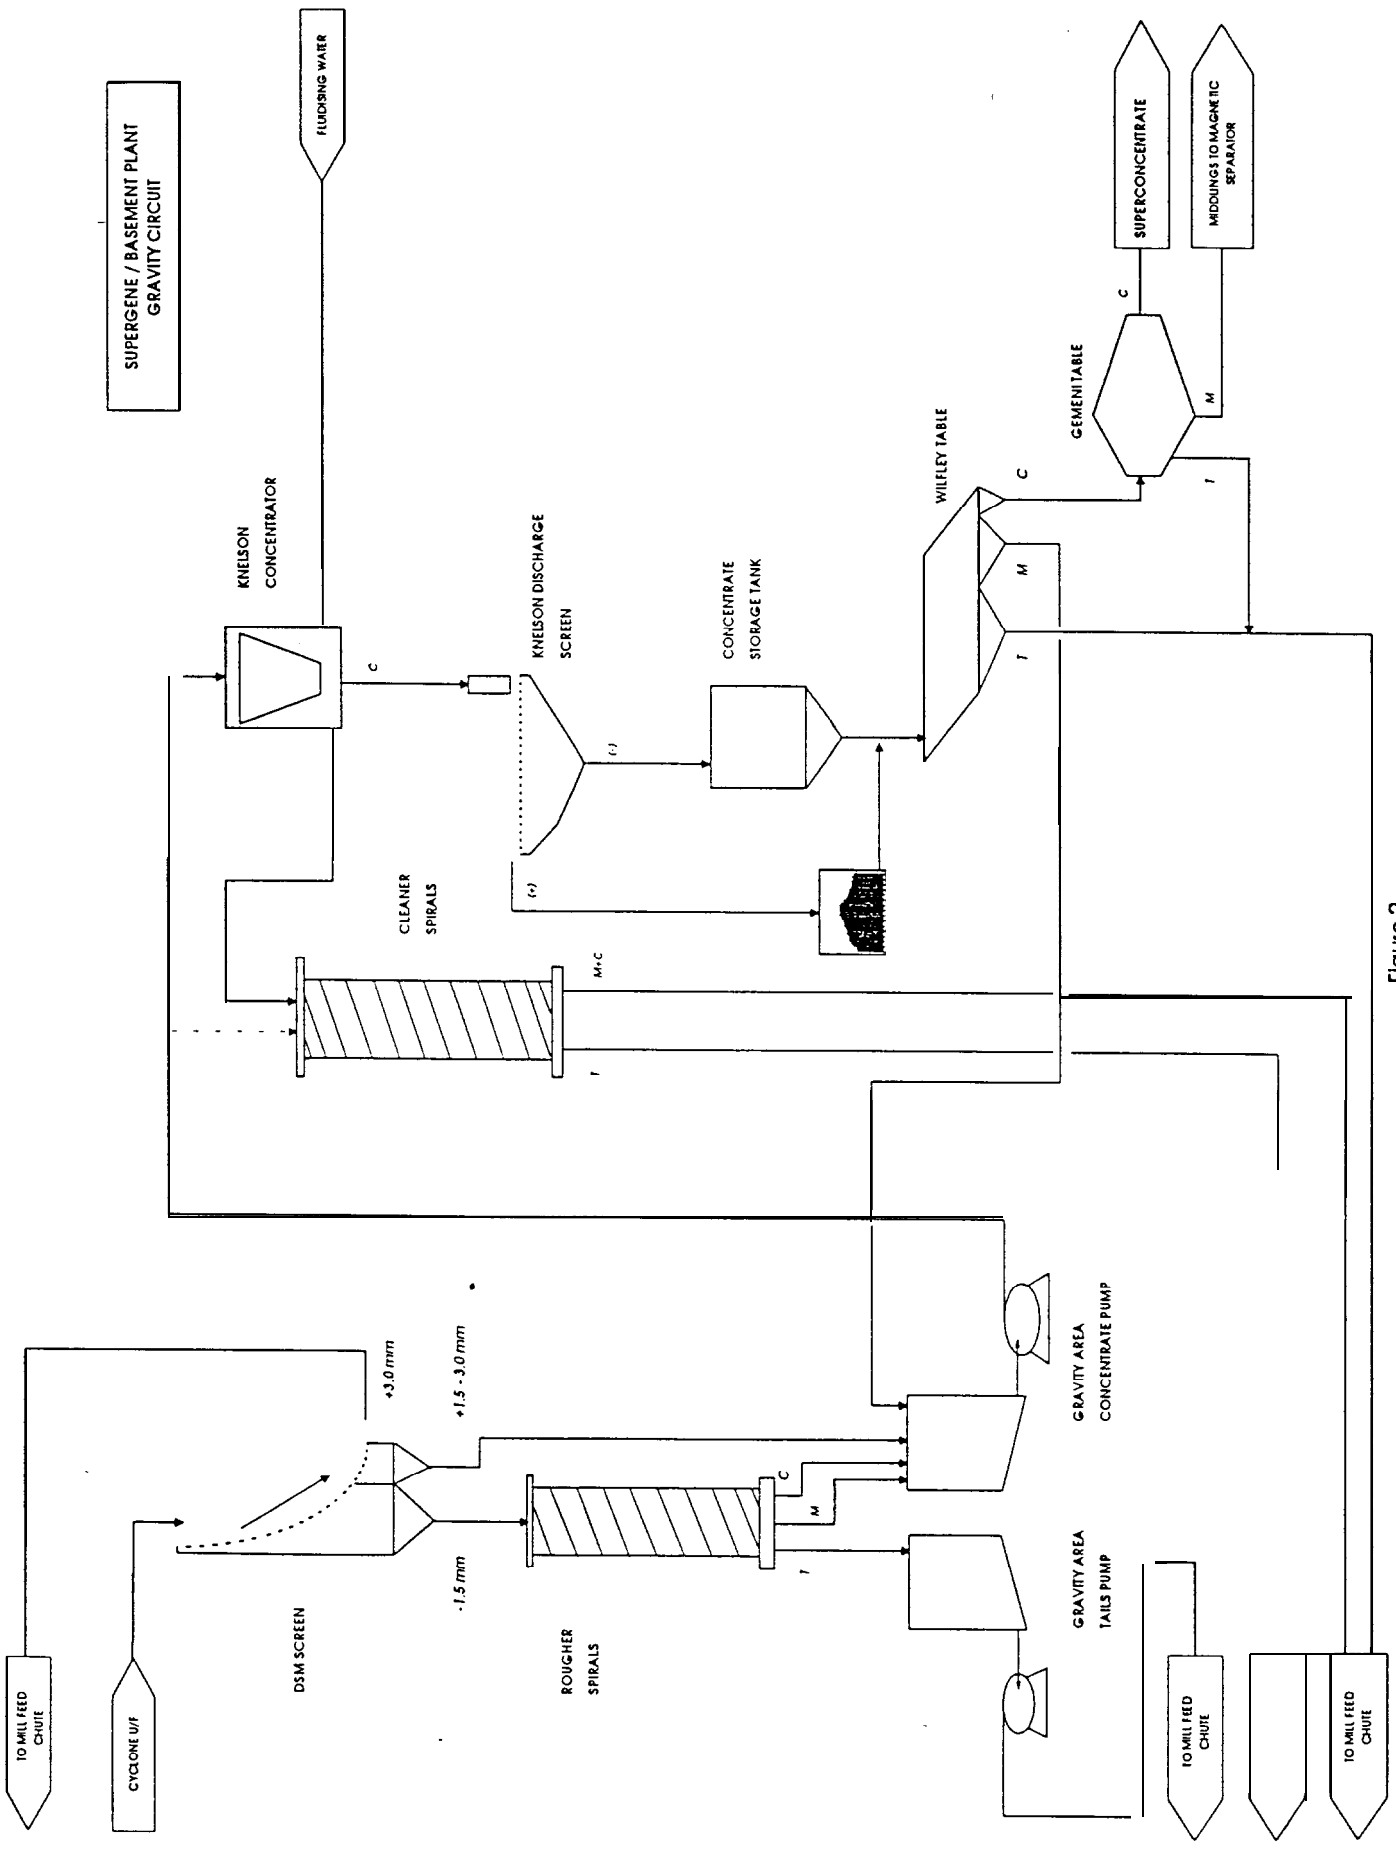 SUPERGENE / BASEMENT PLANT
GRAVITY CIRCUIT
TO MILL FEED
CHUTE
CYCLONE U/F
DSM SCREEN
+3.0 mm
+1.5 - 3.0 mm
-1.5 mm
ROUGHER
SPIRALS
C
M
T
GRAVITY AREA
TAILS PUMP
GRAVITY AREA
CONCENTRATE PUMP
TO MILL FEED
CHUTE
TO MILL FEED
CHUTE
CLEANER
SPIRALS
M+C
T
KNELSON
CONCENTRATOR
FLUIDISING WATER
C
KNELSON DISCHARGE
SCREEN
(-)
(+)
CONCENTRATE
STORAGE TANK
WILFLEY TABLE
C
M
T
GEMENI TABLE
C
M
T
SUPERCONCENTRATE
MIDDLINGS TO MAGNETIC
SEPARATOR